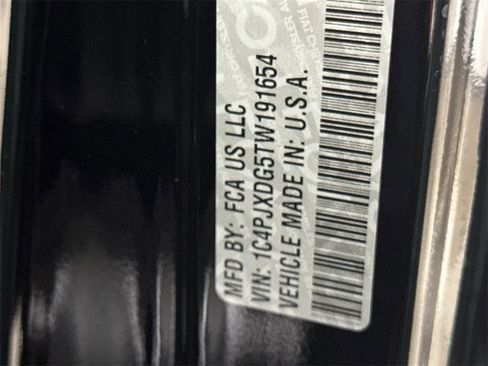 MFD BY: FCA US LLC
VIN: 1C4PJXDG5TW191654
VEHICLE MADE IN: U.S.A.